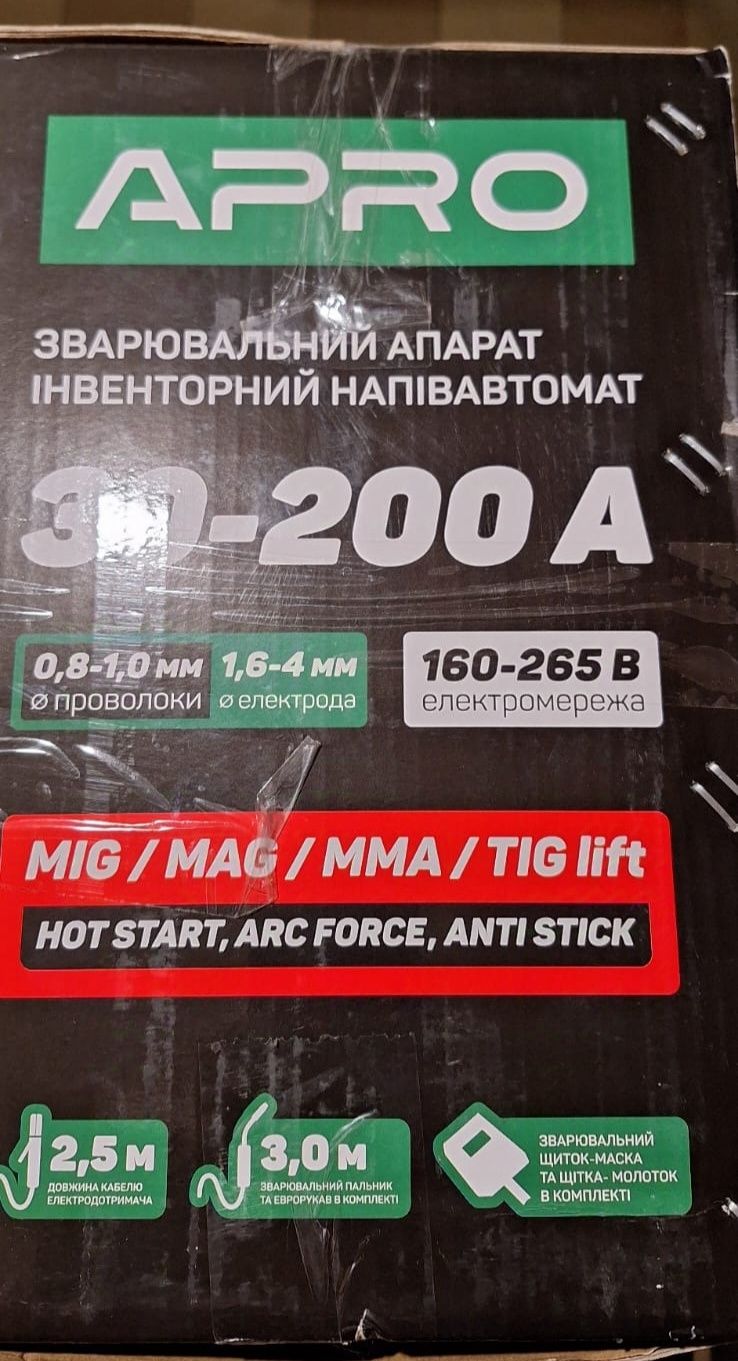 APRO
ЗВАРЮВАЛЬНИЙ АПАРАТ
ІНВЕНТОРНИЙ НАПІВАВТОМАТ
30-200 А
0,8-1,0 мм 1,6-4 мм
ø проволоки ø електрода
160-265 В
електромережа
MIG / MAG / MMA / TIG lift
HOT START, ARC FORCE, ANTI STICK
2,5 м
ДОВЖИНА КАБЕЛЮ
ЕЛЕКТРОДОТРИМАЧА
3,0 м
ЗВАРЮВАЛЬНИЙ ПАЛЬНИК
ТА ЕВРОРУКАВ В КОМПЛЕКТІ
ЗВАРЮВАЛЬНИЙ
ЩИТОК-МАСКА
ТА ЩІТКА- МОЛОТОК
В КОМПЛЕКТІ